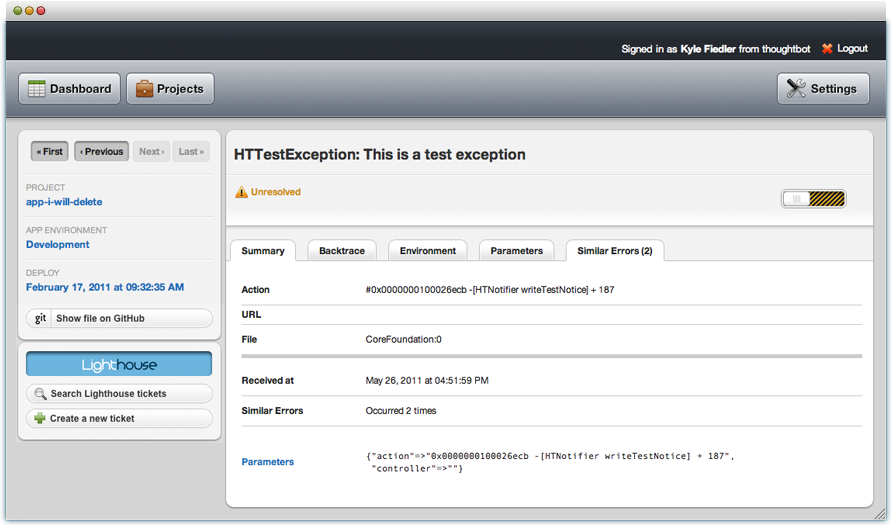 Signed in as Kyle Fiedler from thoughtbot Logout
Dashboard Projects Settings
« First ‹ Previous Next › Last »
PROJECT
app-i-will-delete
APP ENVIRONMENT
Development
DEPLOY
February 17, 2011 at 09:32:35 AM
git Show file on GitHub
Lighthouse
Search Lighthouse tickets
Create a new ticket
HTTestException: This is a test exception
Unresolved
Summary Backtrace Environment Parameters Similar Errors (2)
Action #0x0000000100026ecb -[HTNotifier writeTestNotice] + 187
URL
File CoreFoundation:0
Received at May 26, 2011 at 04:51:59 PM
Similar Errors Occurred 2 times
Parameters {"action"=>"0x0000000100026ecb -[HTNotifier writeTestNotice] + 187",
"controller"=>""}